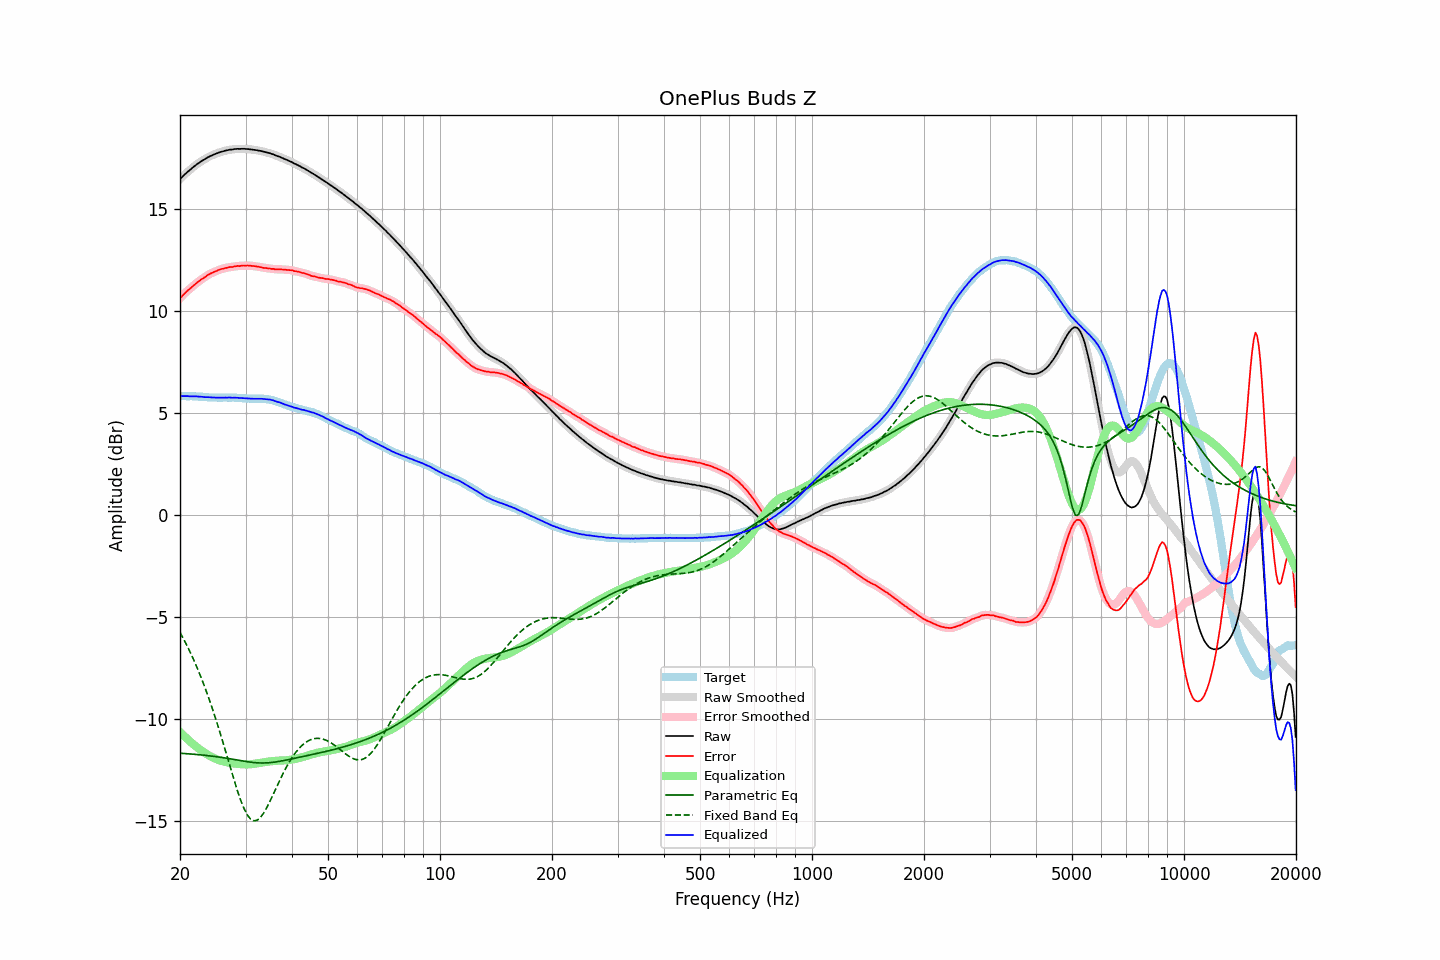 OnePlus Buds Z
Amplitude (dBr)
15
10
5
0
−5
−10
−15
20
50
100
200
500
1000
2000
5000
10000
20000
Frequency (Hz)
Target
Raw Smoothed
Error Smoothed
Raw
Error
Equalization
Parametric Eq
Fixed Band Eq
Equalized